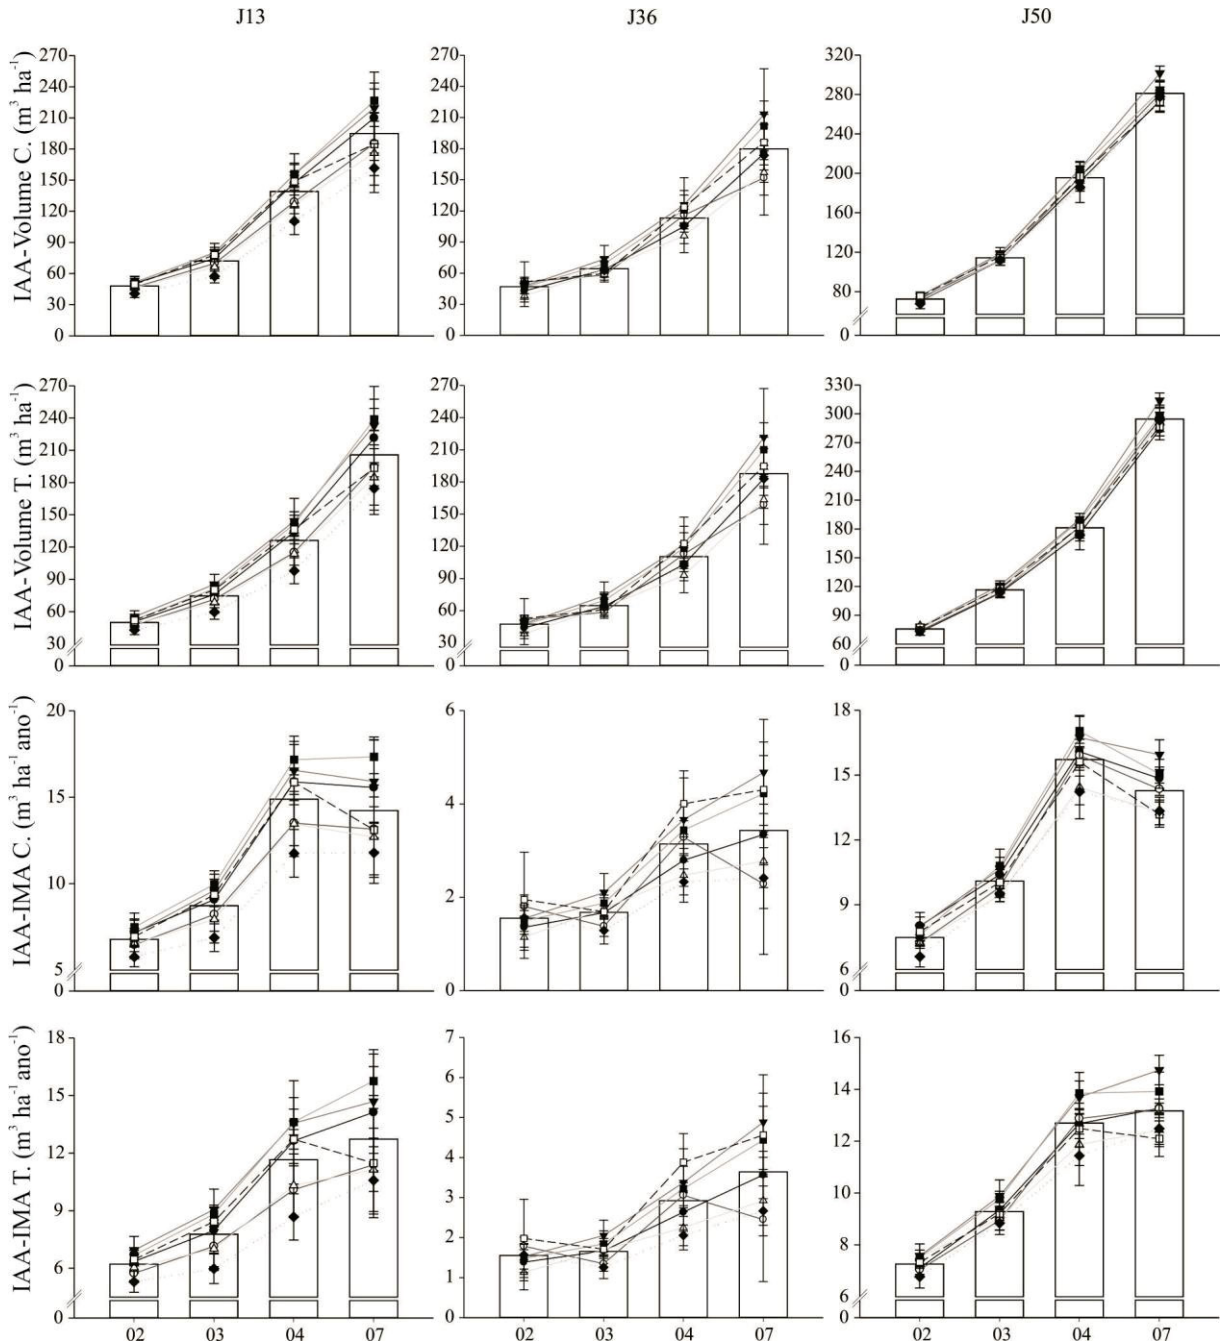 J13 J36 J50
IAA-Volume C. (m³ ha⁻¹)
270 240 210 180 150 120 90 60 30 0
270 240 210 180 150 120 90 60 30 0
320 280 240 200 160 120 80 0
IAA-Volume T. (m³ ha⁻¹)
270 240 210 180 150 120 90 60 30 0
270 240 210 180 150 120 90 60 30 0
330 300 270 240 210 180 150 120 90 60 0
IAA-IMA C. (m³ ha⁻¹ ano⁻¹)
20 15 10 5 0
6 4 2 0
18 15 12 9 6 0
IAA-IMA T. (m³ ha⁻¹ ano⁻¹)
18 15 12 9 6 0
7 6 5 4 3 2 1 0
16 14 12 10 8 6 0
02 03 04 07 02 03 04 07 02 03 04 07